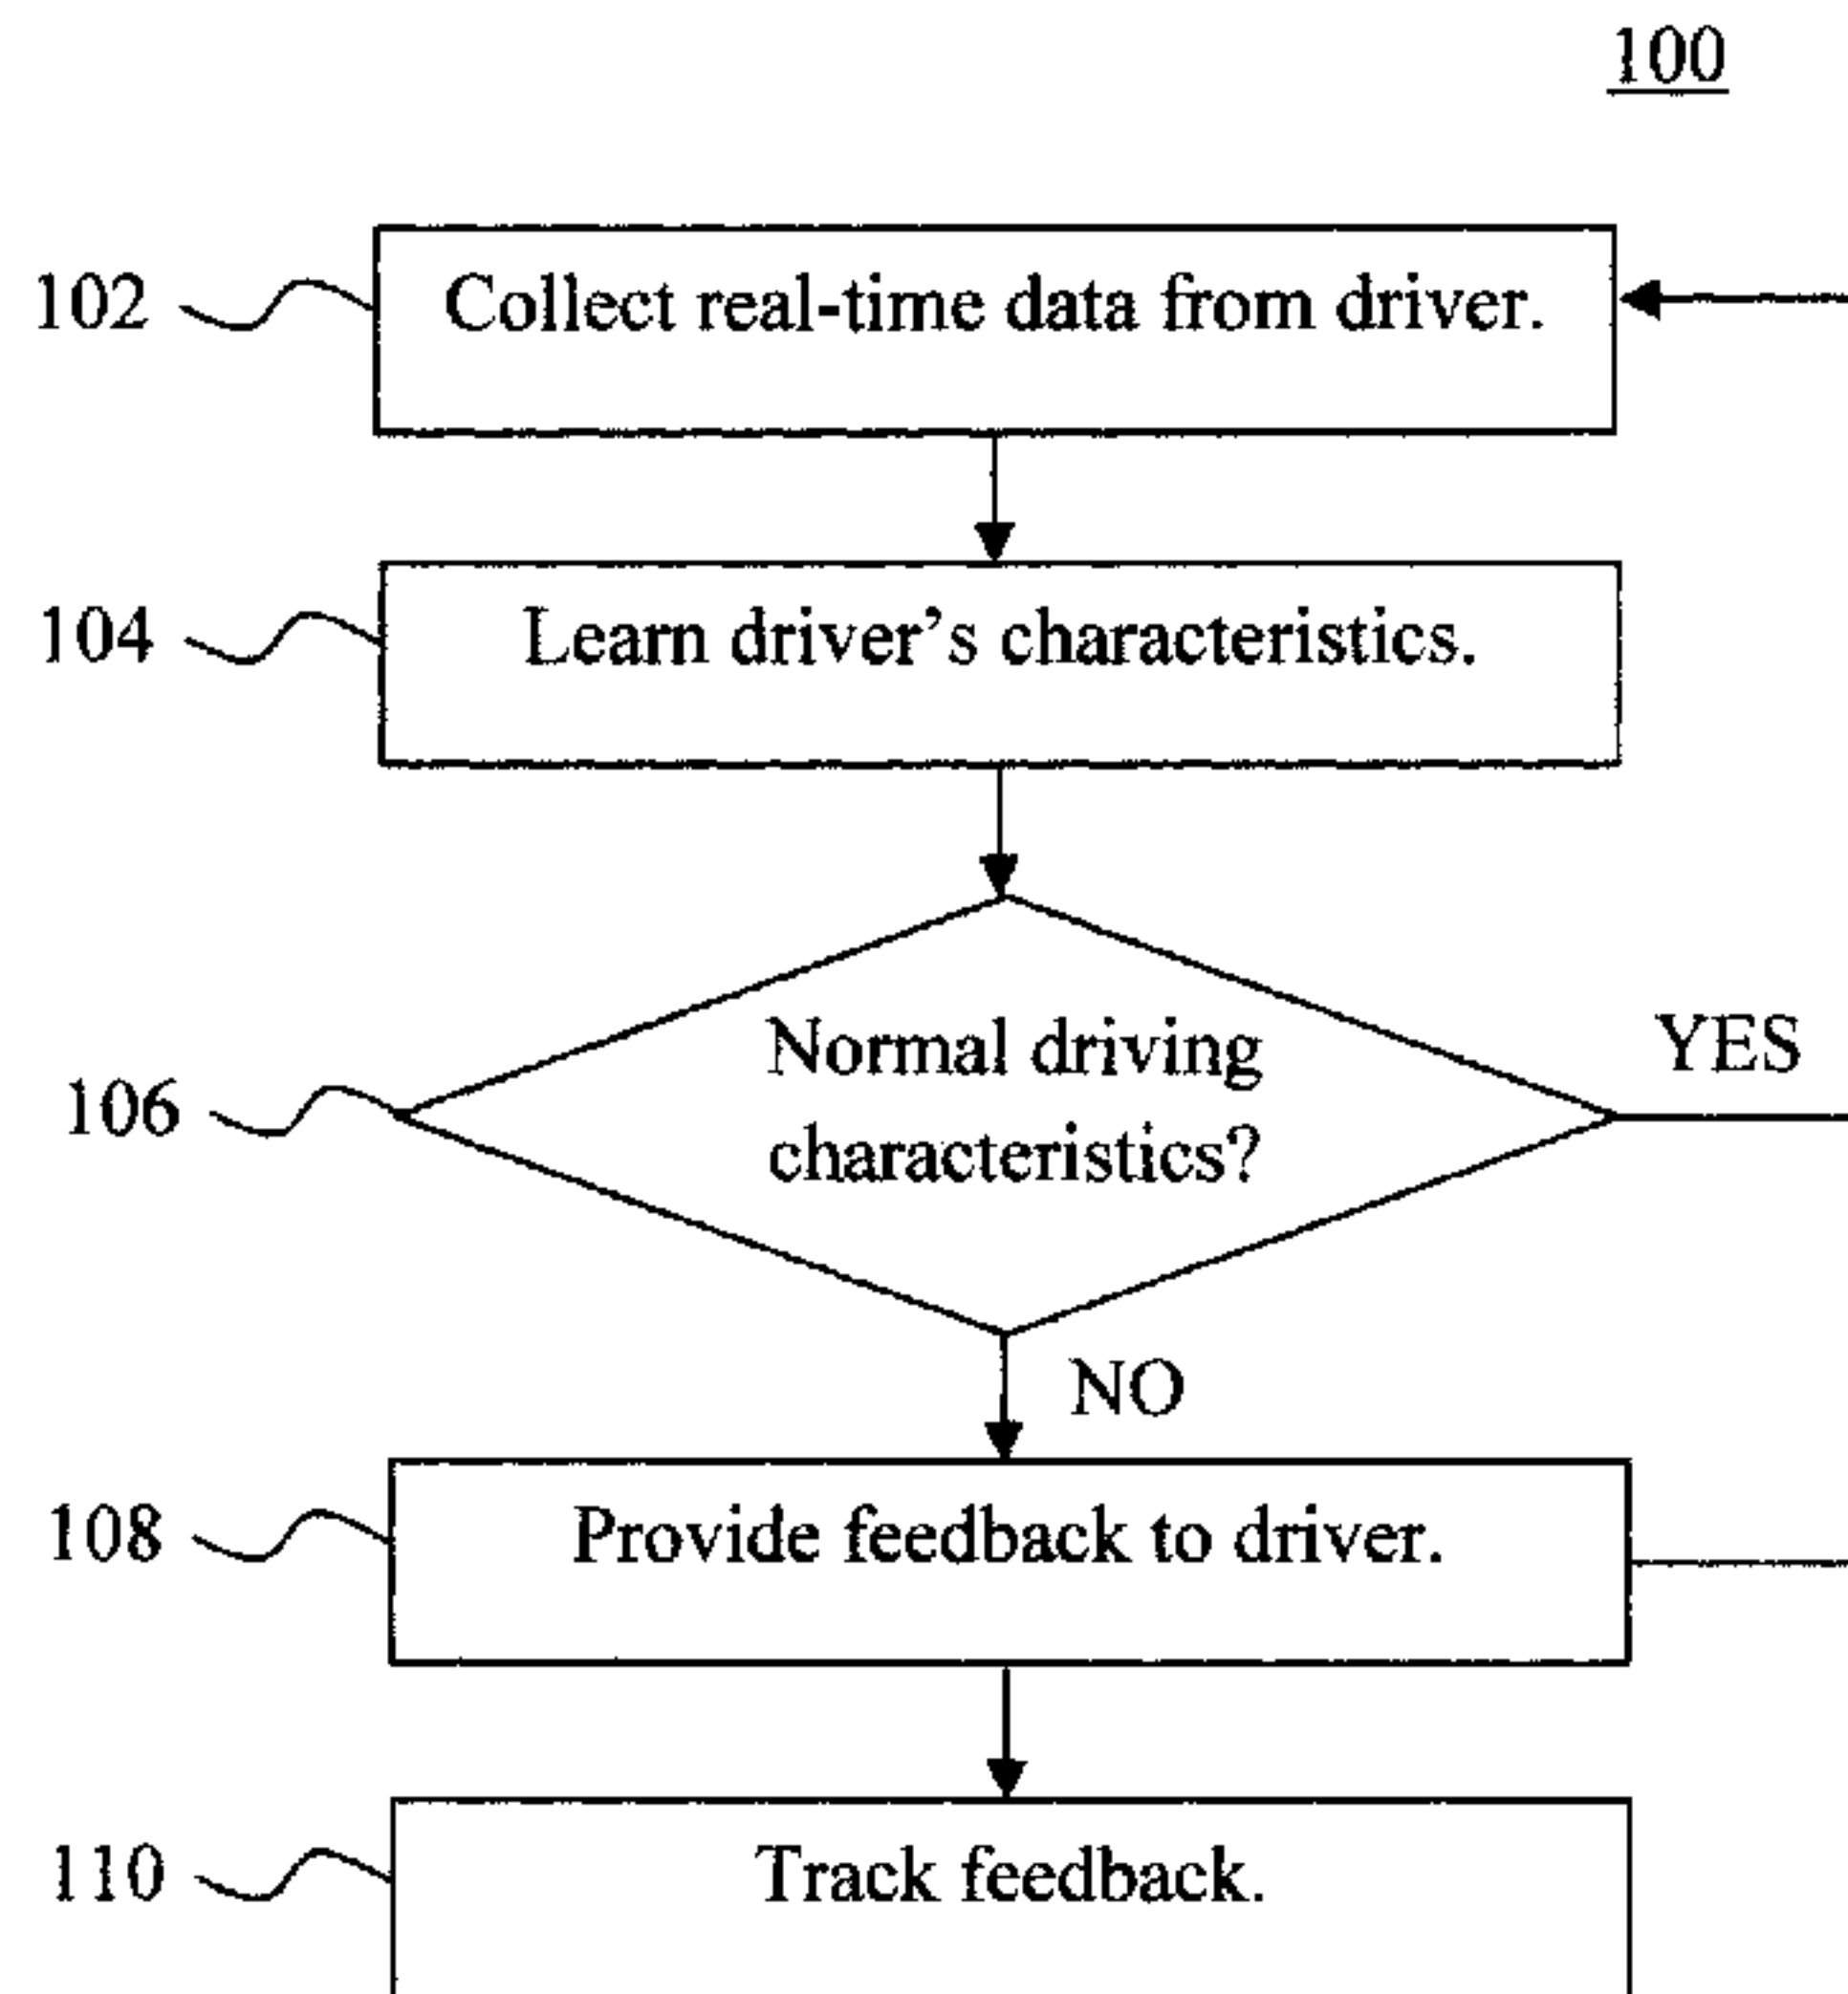 100
102
Collect real-time data from driver.
104
Learn driver's characteristics.
106
Normal driving
characteristics?
YES
NO
108
Provide feedback to driver.
110
Track feedback.